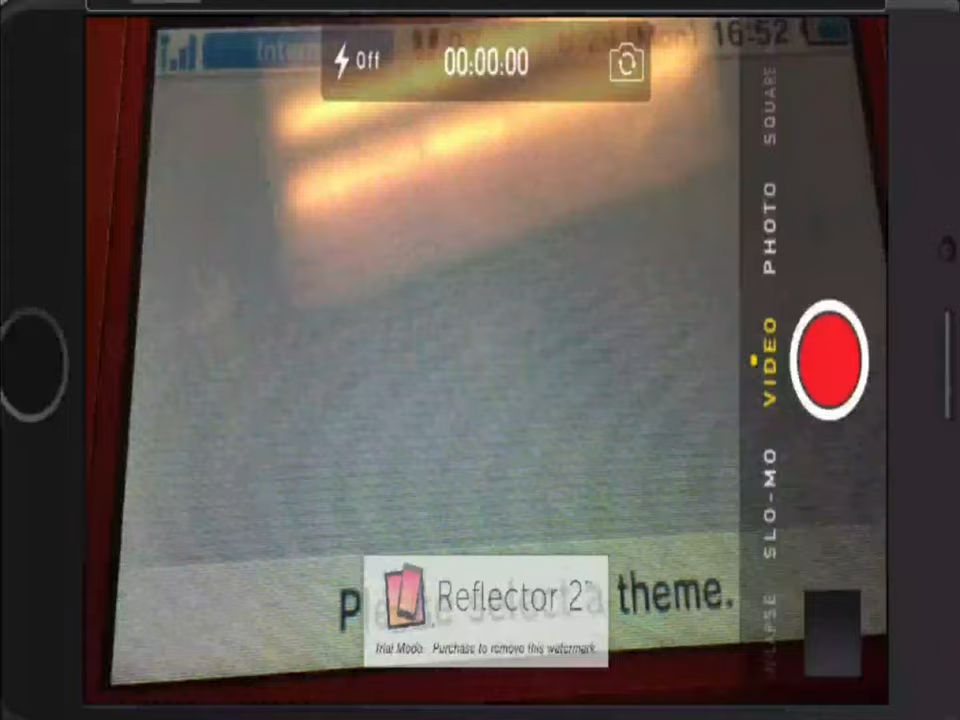 Off
00:00:00
16:52
SQUARE
PHOTO
VIDEO
SLO-MO
Reflector 2
theme.
Trial Mode. Purchase to remove this watermark.